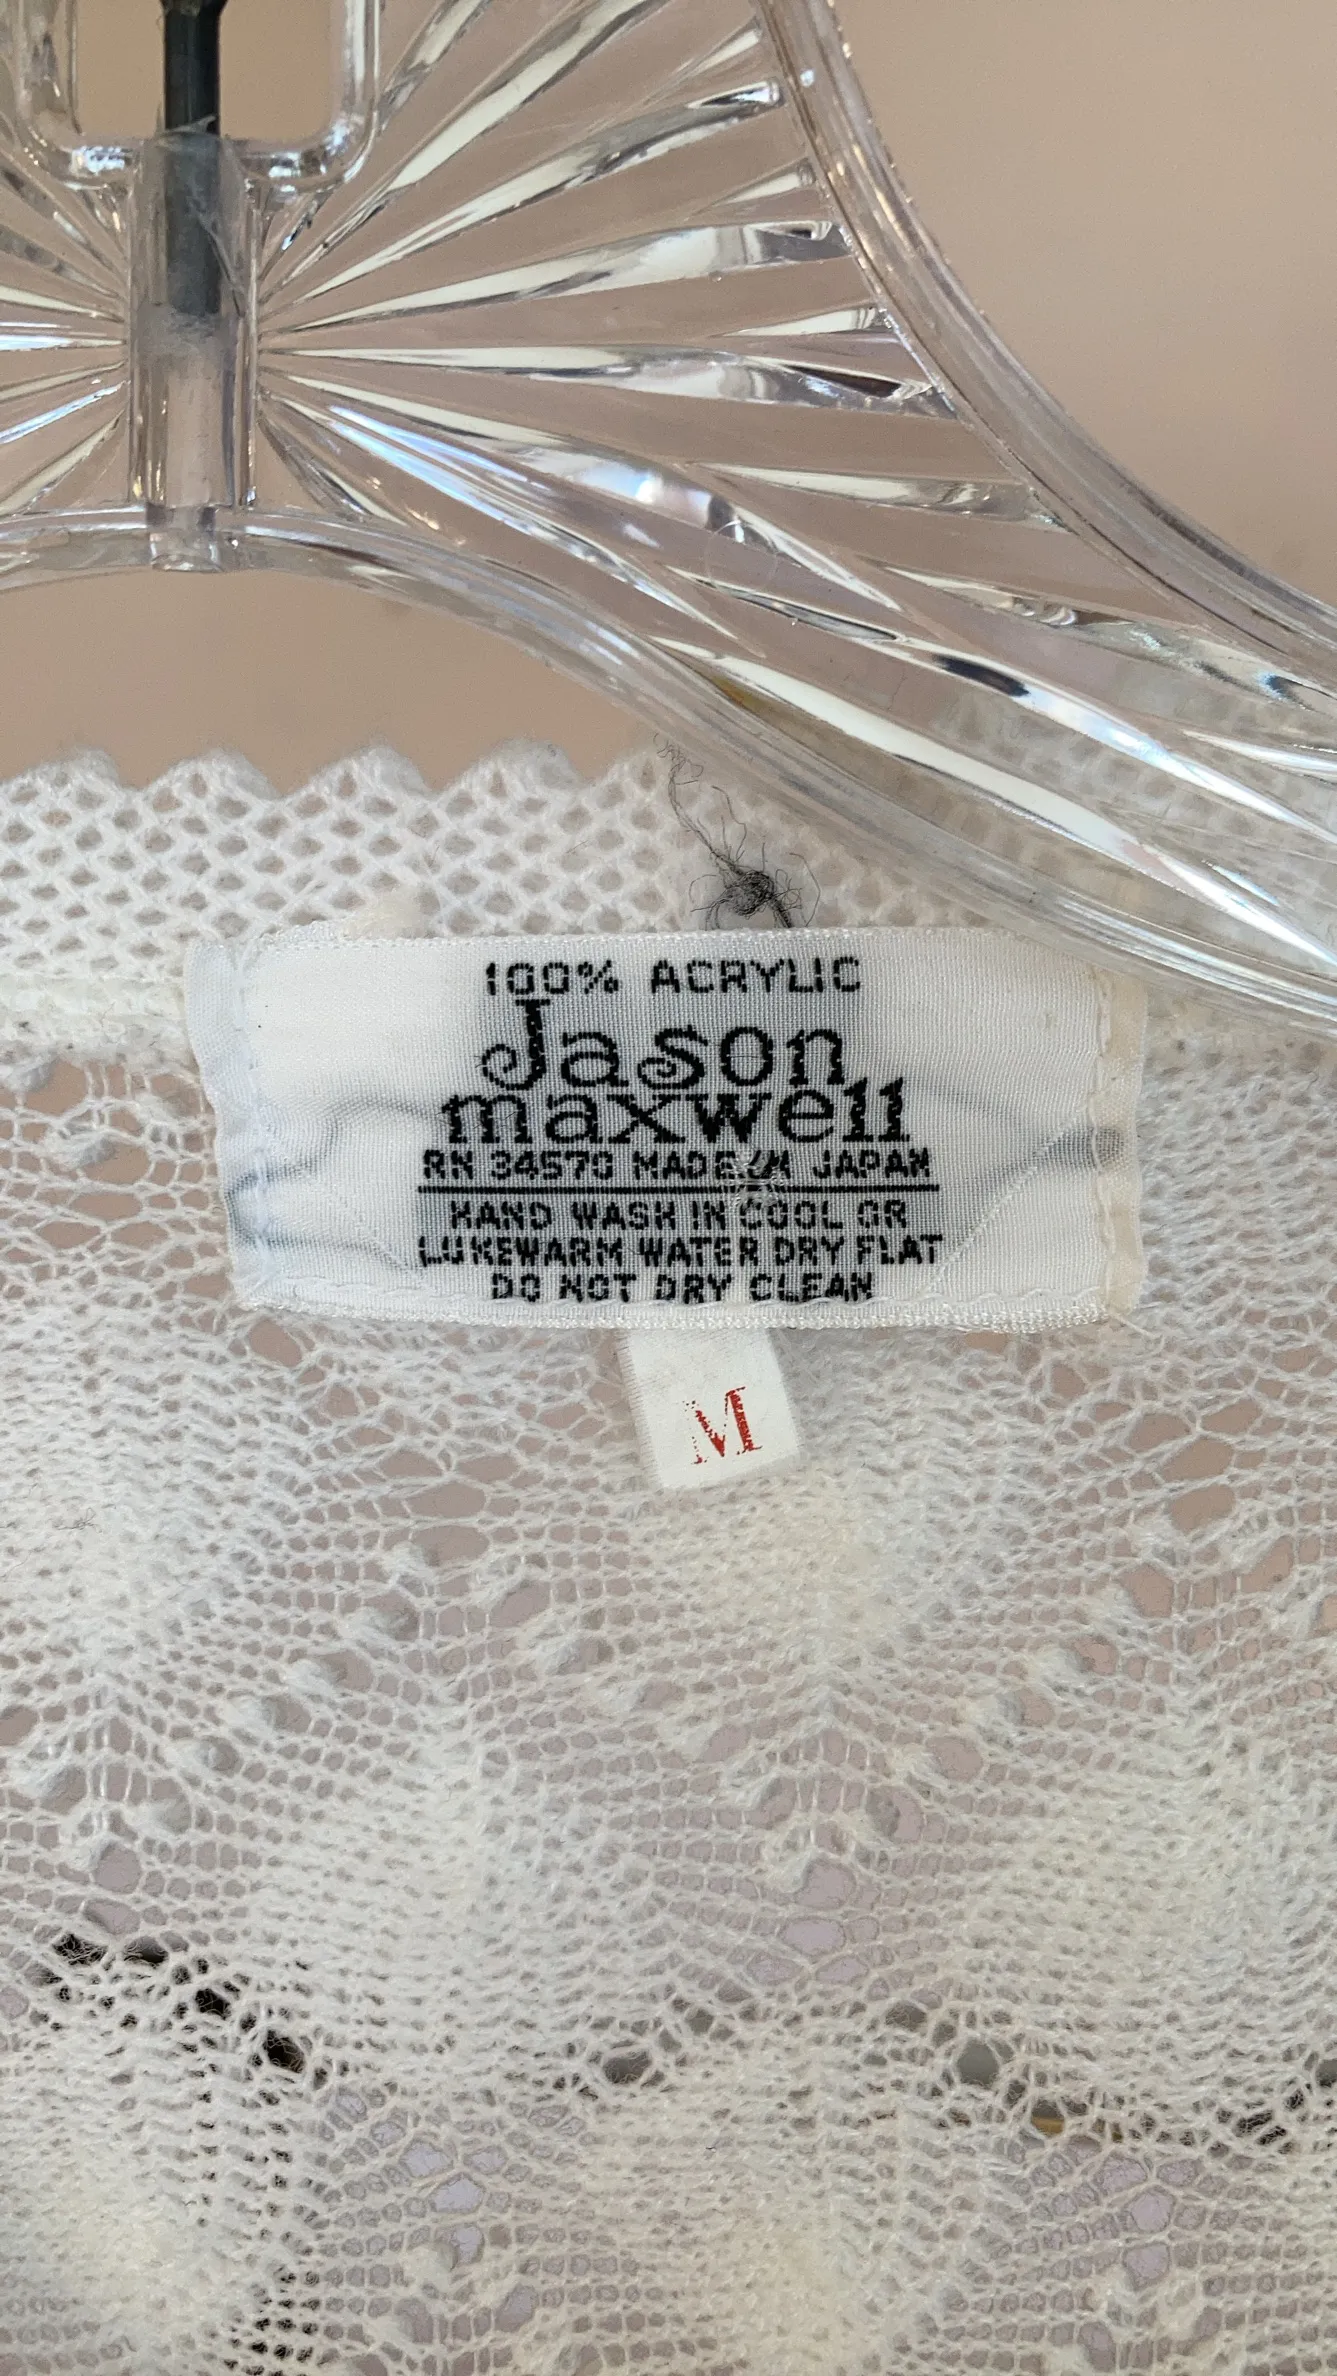 100% ACRYLIC
Jason
maxwell
RN 34570 MADE IN JAPAN
HAND WASH IN COOL OR
LUKEWARM WATER DRY FLAT
DO NOT DRY CLEAN
M